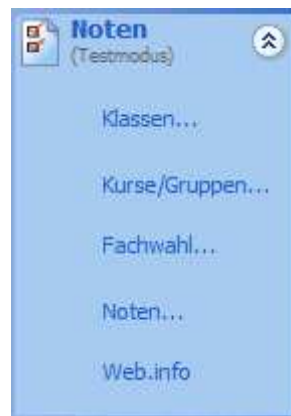 Noten
(Testmodus)
Klassen...
Kurse/Gruppen...
Fachwahl...
Noten...
Web.info